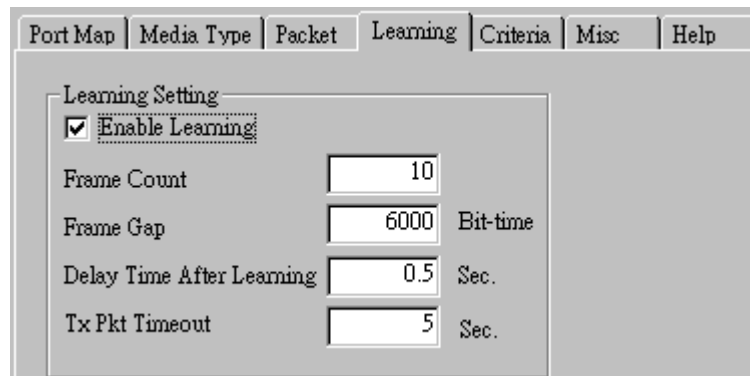 Port Map Media Type Packet Learning Criteria Misc Help
Learning Setting
Enable Learning
Frame Count 10
Frame Gap 6000 Bit-time
Delay Time After Learning 0.5 Sec.
Tx Pkt Timeout 5 Sec.